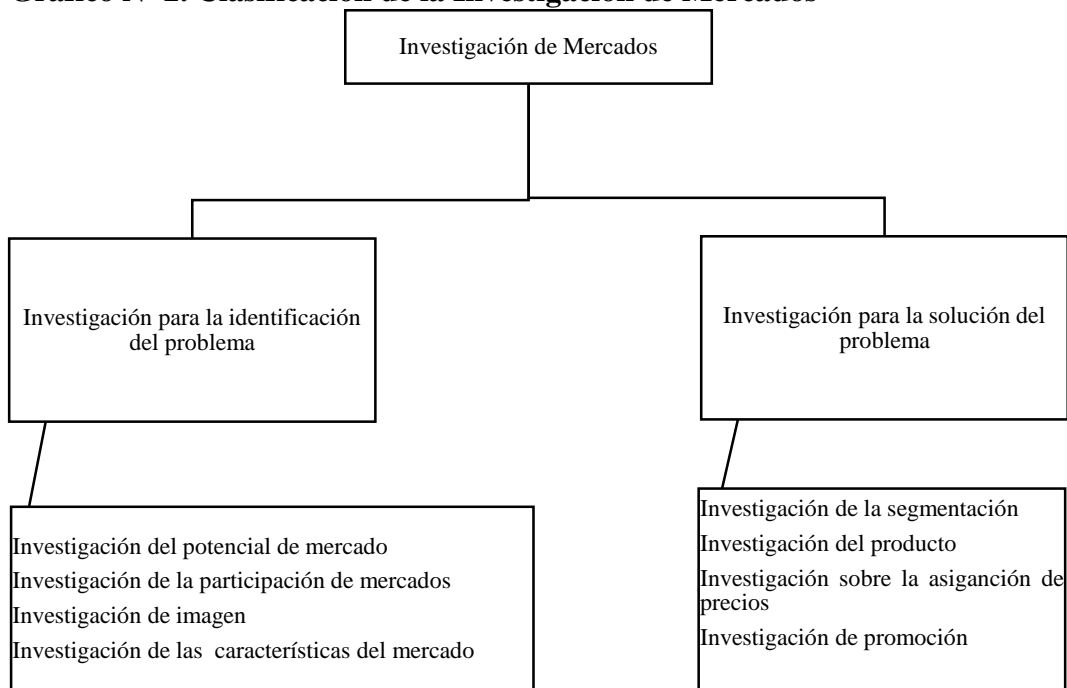 Investigación de Mercados
Investigación para la identificación
del problema
Investigación para la solución del
problema
Investigación del potencial de mercado
Investigación de la participación de mercados
Investigación de imagen
Investigación de las características del mercado
Investigación de la segmentación
Investigación del producto
Investigación sobre la asigancción de
precios
Investigación de promoción